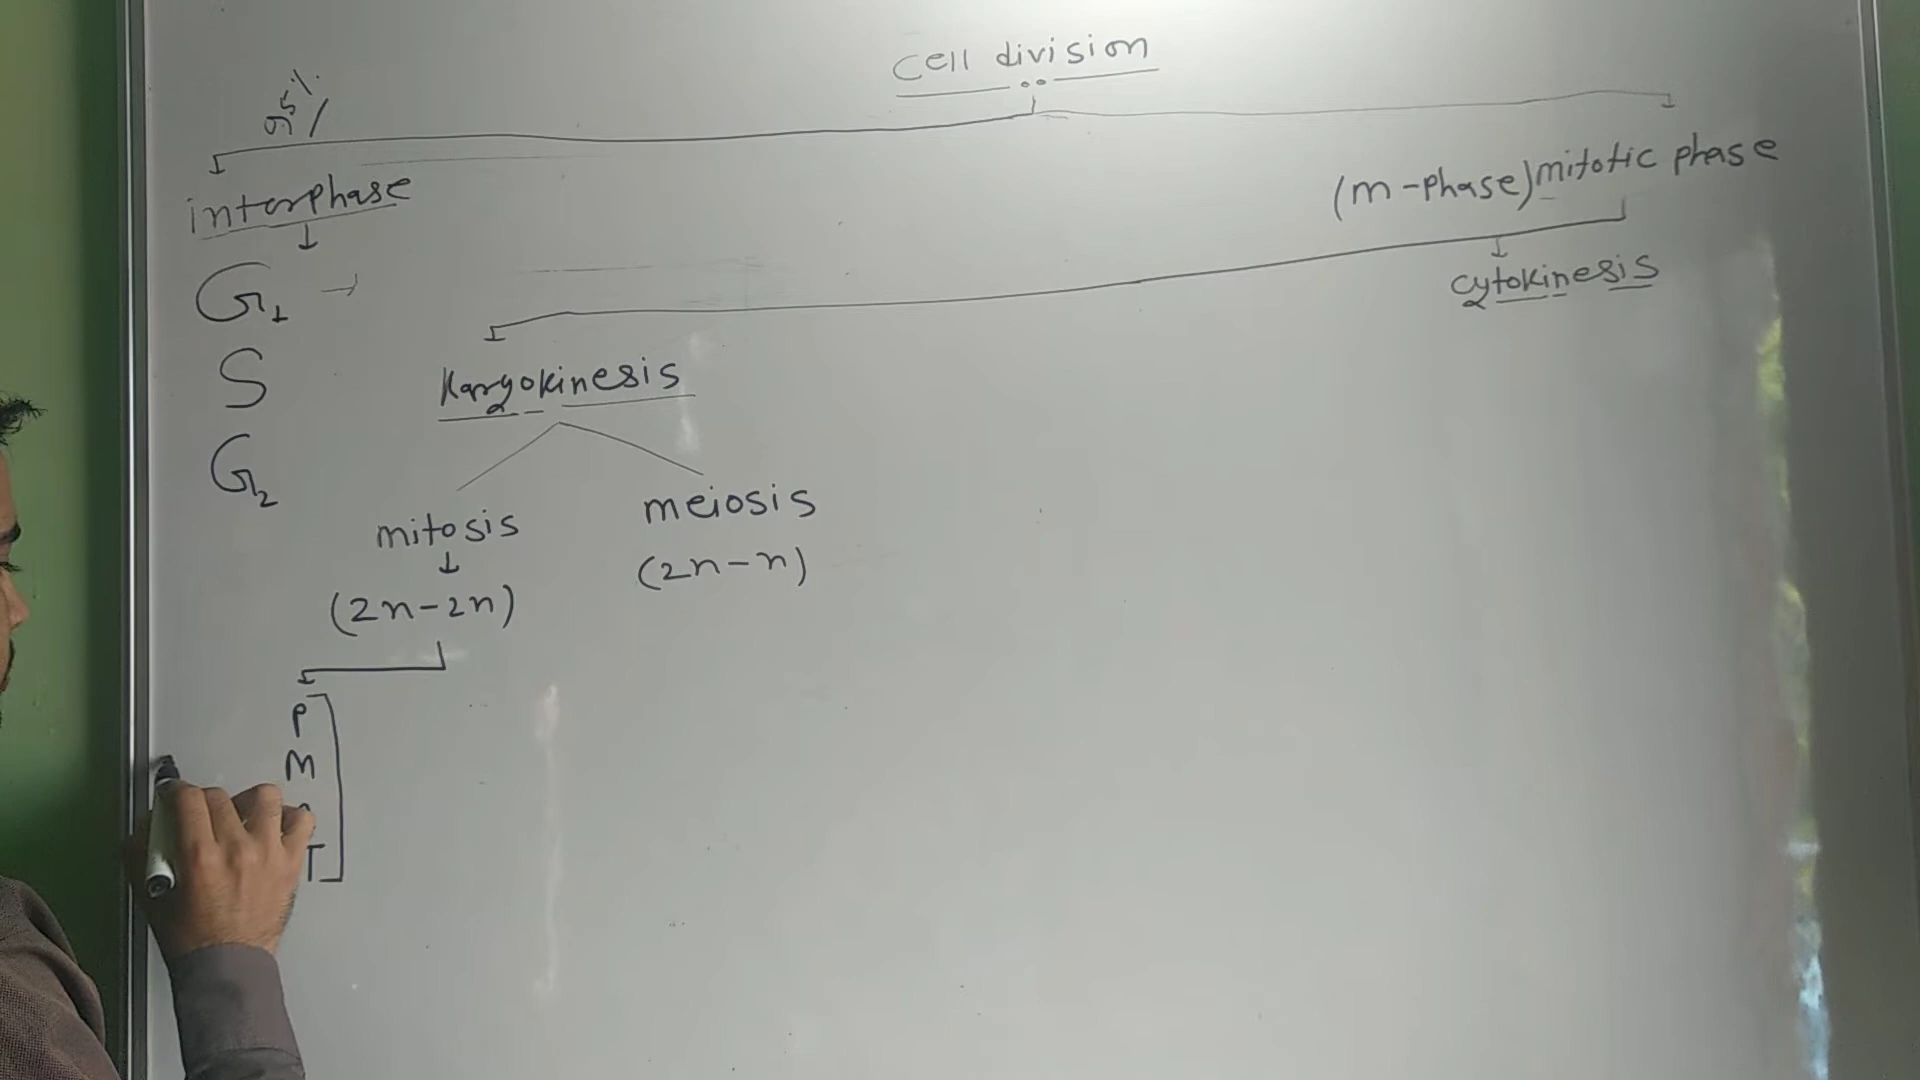 cell division
95%
interphase
(m-phase) mitotic phase
G1
cytokinesis
S
Karyokinesis
G2
mitosis
meiosis
(2n-n)
(2n-2n)
P
M
T